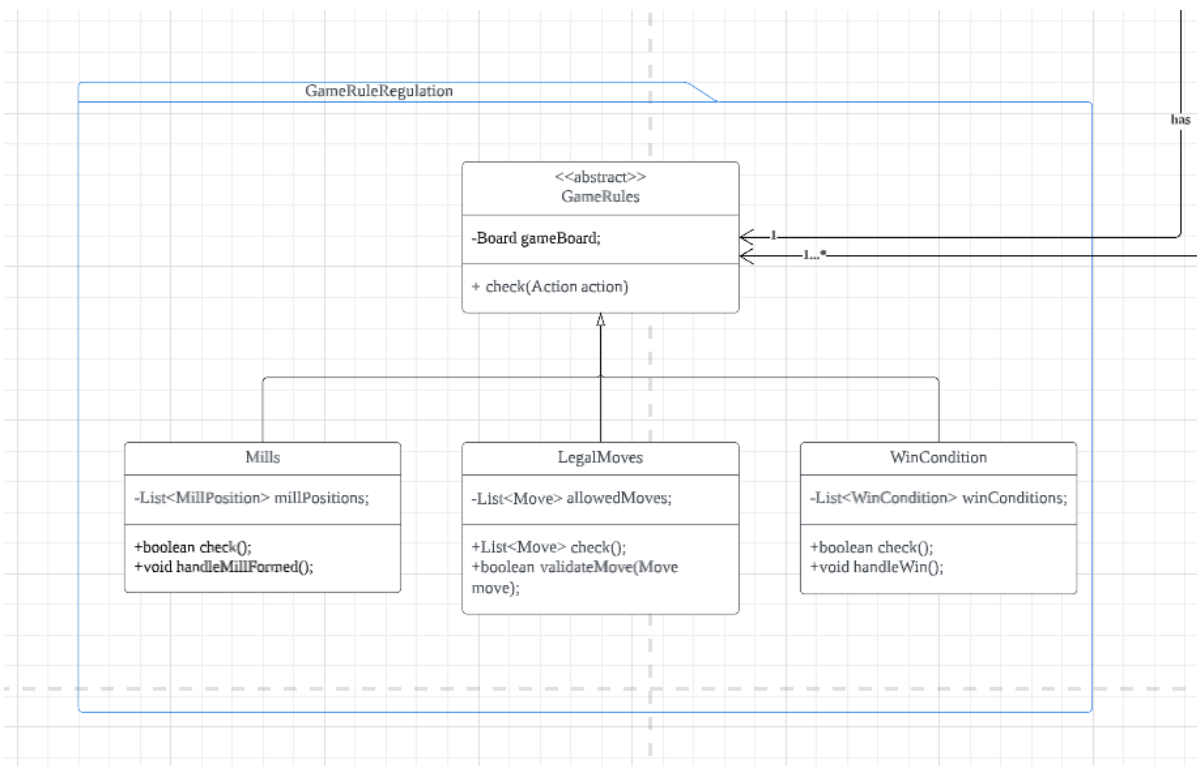 GameRuleRegulation
has
<<abstract>>
GameRules
-Board gameBoard;
1
1...*
+ check(Action action)
Mills
-List<MillPosition> millPositions;
+boolean check();
+void handleMillFormed();
LegalMoves
-List<Move> allowedMoves;
+List<Move> check();
+boolean validateMove(Move
move);
WinCondition
-List<WinCondition> winConditions;
+boolean check();
+void handleWin();